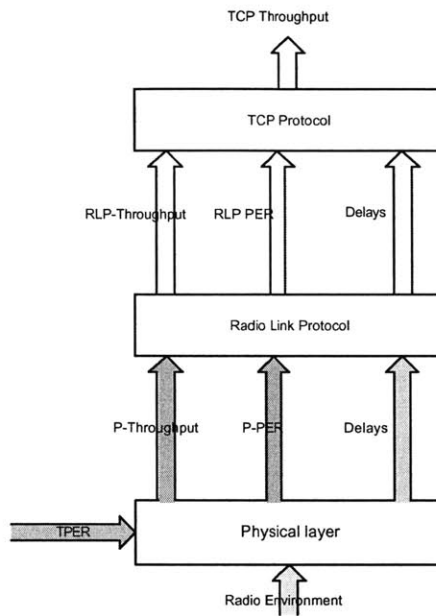 TCP Throughput
TCP Protocol
RLP-Throughput RLP PER Delays
Radio Link Protocol
P-Throughput P-PER Delays
TPER Physical layer
Radio Environment